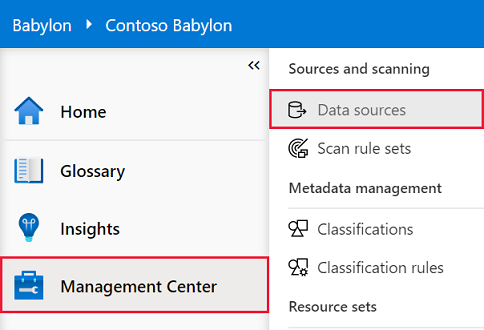 Babylon Contoso Babylon
Home
Glossary
Insights
Management Center
Sources and scanning
Data sources
Scan rule sets
Metadata management
Classifications
Classification rules
Resource sets